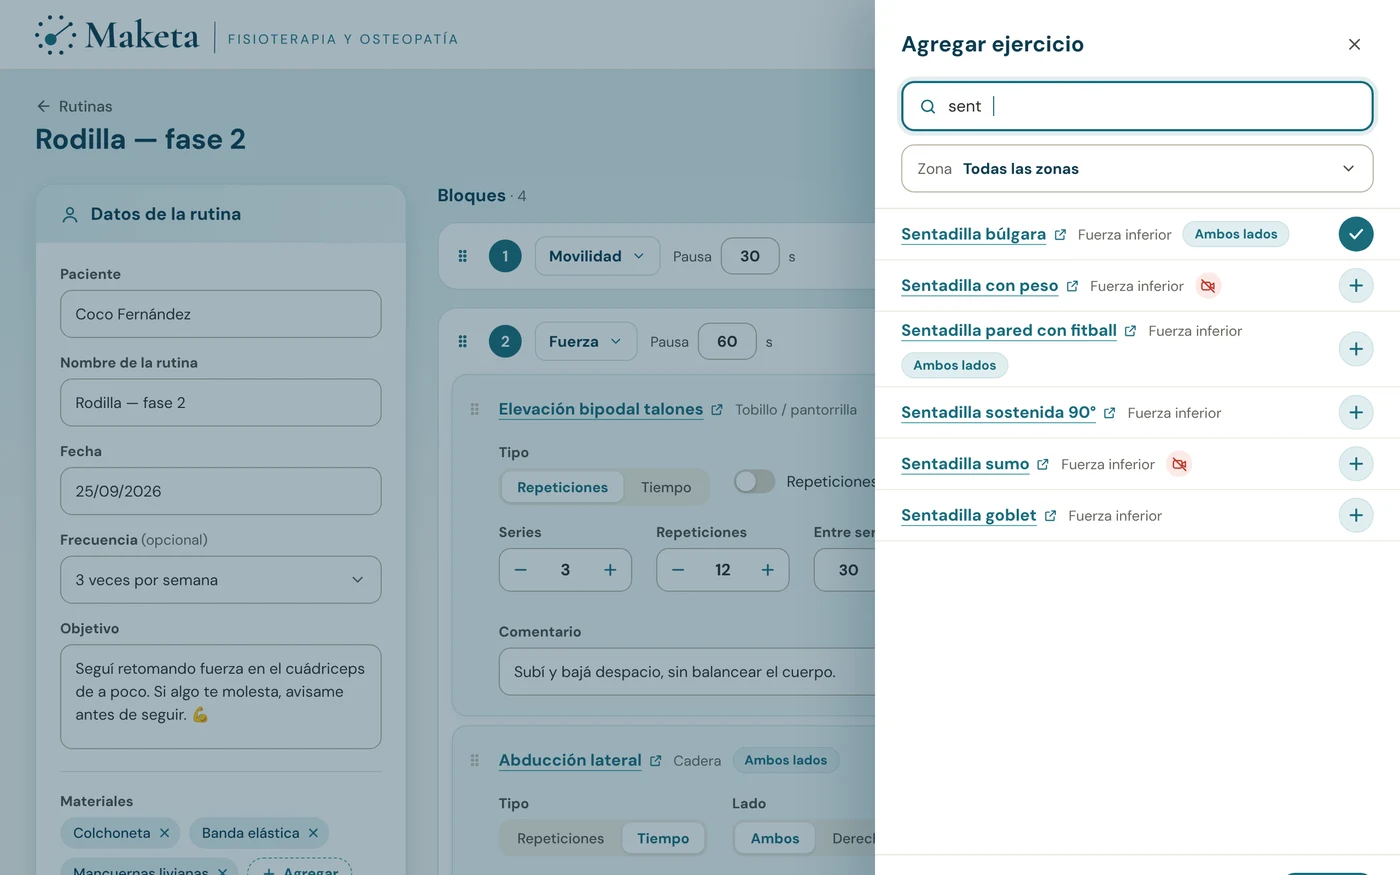 Maketa
FISIOTERAPIA Y OSTEOPATÍA
Rutinas
Rodilla — fase 2
Datos de la rutina
Paciente
Coco Fernández
Nombre de la rutina
Rodilla — fase 2
Fecha
25/09/2026
Frecuencia (opcional)
3 veces por semana
Objetivo
Seguí retomando fuerza en el cuádriceps
de a poco. Si algo te molesta, avisame
antes de seguir. 💪
Materiales
Colchoneta
Banda elástica
Mancuernas livianas
Agregar
Bloques · 4
1 Movilidad Pausa 30 s
2 Fuerza Pausa 60 s
Elevación bipodal talones Tobillo / pantorrilla
Tipo
Repeticiones Tiempo Repeticiones
Series Repeticiones Entre ser
3 12 30
Comentario
Subí y bajá despacio, sin balancear el cuerpo.
Abducción lateral Cadera Ambos lados
Tipo Lado
Repeticiones Tiempo Ambos Derec
Agregar ejercicio
sent
Zona Todas las zonas
Sentadilla búlgara Fuerza inferior Ambos lados
Sentadilla con peso Fuerza inferior
Sentadilla pared con fitball Fuerza inferior
Ambos lados
Sentadilla sostenida 90° Fuerza inferior
Sentadilla sumo Fuerza inferior
Sentadilla goblet Fuerza inferior